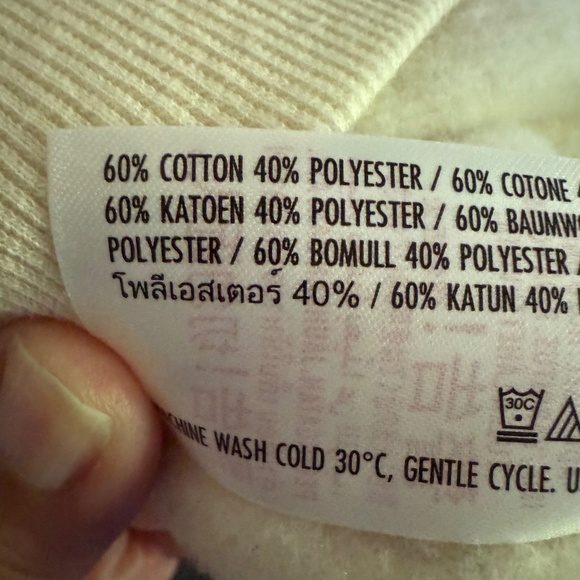 60% COTTON 40% POLYESTER / 60% COTONE
60% KATOEN 40% POLYESTER / 60%
POLYESTER / 60% BOMULL 40% POLYESTER
โพลีเอสเตอร์ 40% / 60% KATUN 40%
30C
WASH COLD 30°C, GENTLE CYCLE.